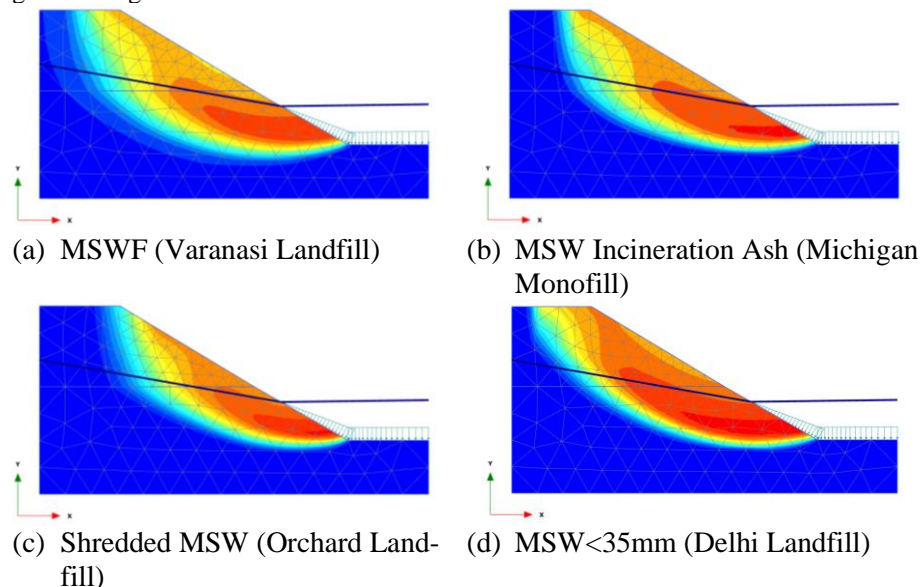 Y
X
Y
X
(a) MSWF (Varanasi Landfill)
(b) MSW Incineration Ash (Michigan
Monofill)
Y
X
Y
X
(c) Shredded MSW (Orchard Land-
fill)
(d) MSW<35mm (Delhi Landfill)